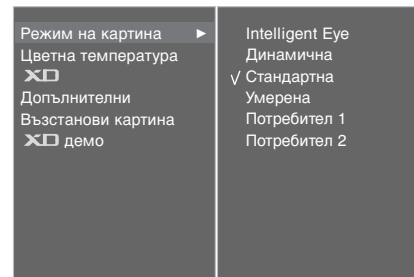 Режим на картина ►
Цветна температура
XD
Допълнителни
Възстанови картина
XD демо
Intelligent Eye
Динамична
√ Стандартна
Умерена
Потребител 1
Потребител 2